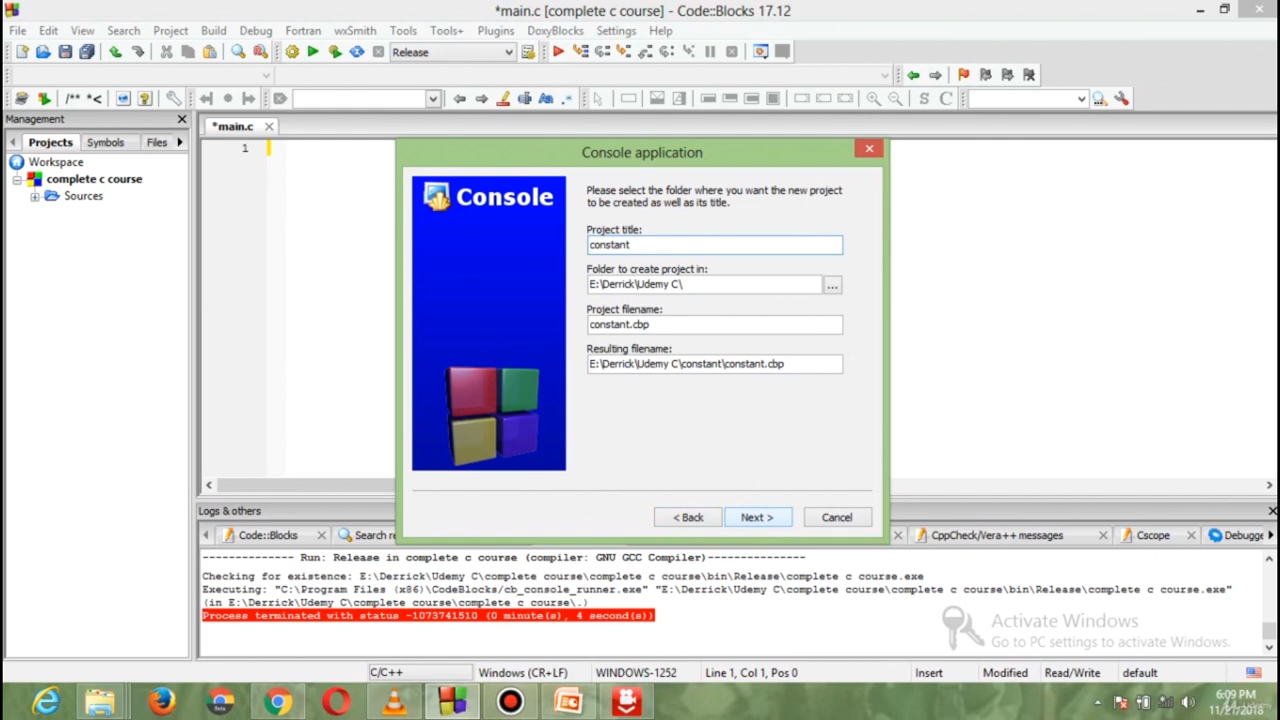 *main.c [complete c course] - Code::Blocks 17.12
File Edit View Search Project Build Debug Fortran wxSmith Tools Tools+ Plugins DoxyBlocks Settings Help
Release
/** *<
S C
Management
*main.c
Projects Symbols Files
1
Workspace
complete c course
Sources
Console application
Console
Please select the folder where you want the new project
to be created as well as its title.
Project title:
constant
Folder to create project in:
E:\Derrick\Udemy C\
...
Project filename:
constant.cbp
Resulting filename:
E:\Derrick\Udemy C\constant\constant.cbp
< Back Next > Cancel
Logs & others
Code::Blocks Search re CppCheck/Vera++ messages Cscope Debugge
-------------- Run: Release in complete c course (compiler: GNU GCC Compiler)---------------
Checking for existence: E:\Derrick\Udemy C\complete course\complete c course\bin\Release\complete c course.exe
Executing: "C:\Program Files (x86)\CodeBlocks/cb_console_runner.exe" "E:\Derrick\Udemy C\complete course\complete c course\bin\Release\complete c course.exe"
(in E:\Derrick\Udemy C\complete course\complete c course\.)
Process terminated with status -1073741510 (0 minute(s), 4 second(s))
Activate Windows
Go to PC settings to activate Windows.
C/C++ Windows (CR+LF) WINDOWS-1252 Line 1, Col 1, Pos 0 Insert Modified Read/Write default
6:09 PM
11/27/2018